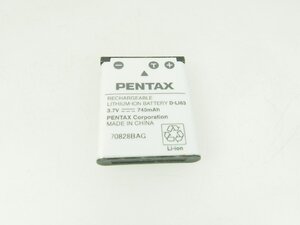 PENTAX
RECHARGEABLE
LITHIUM-ION BATTERY D-LI63
3.7V 740mAh
PENTAX Corporation
MADE IN CHINA
70828BAG
Li-ion